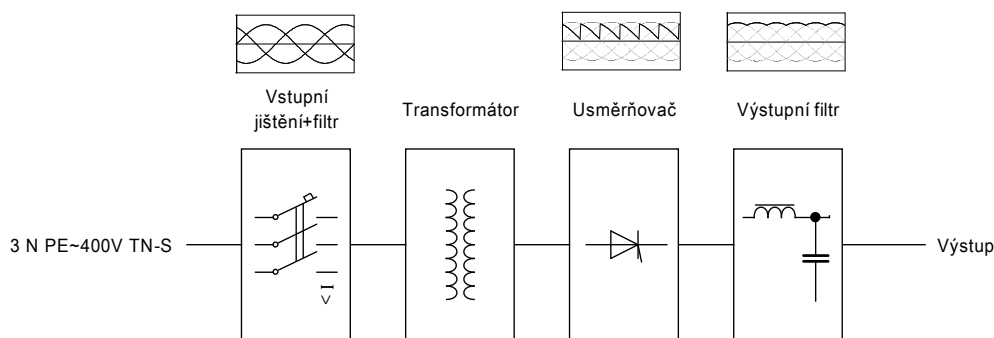 Vstupní
jištění+filtr
Transformátor
Usměrňovač
Výstupní filtr
3 N PE~400V TN-S
I >
Výstup